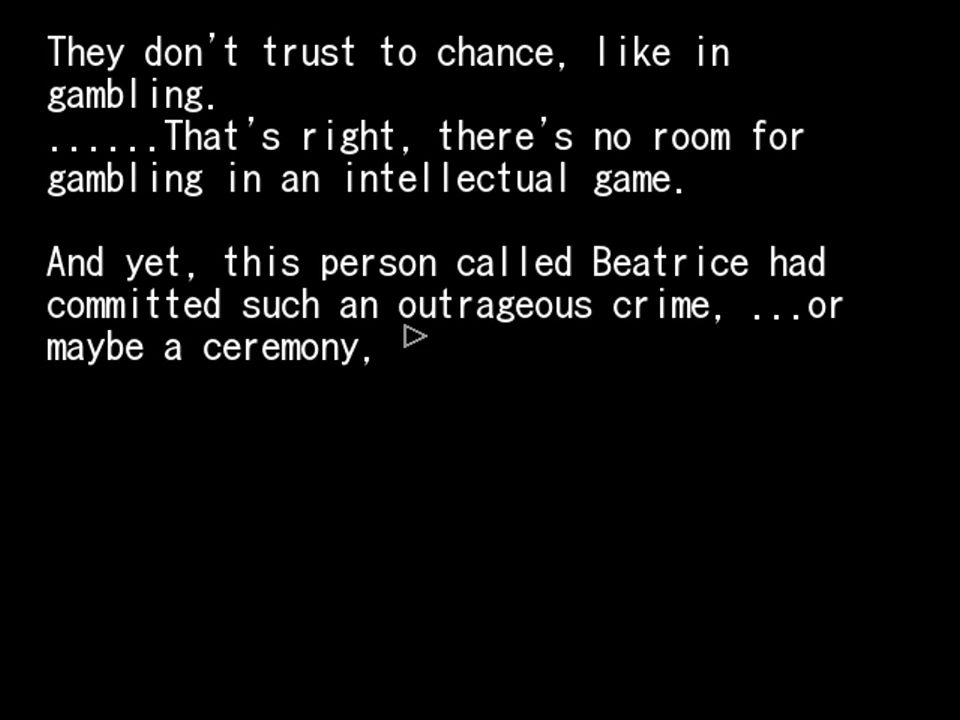 They don't trust to chance, like in
gambling.
......That's right, there's no room for
gambling in an intellectual game.
And yet, this person called Beatrice had
committed such an outrageous crime, ...or
maybe a ceremony,